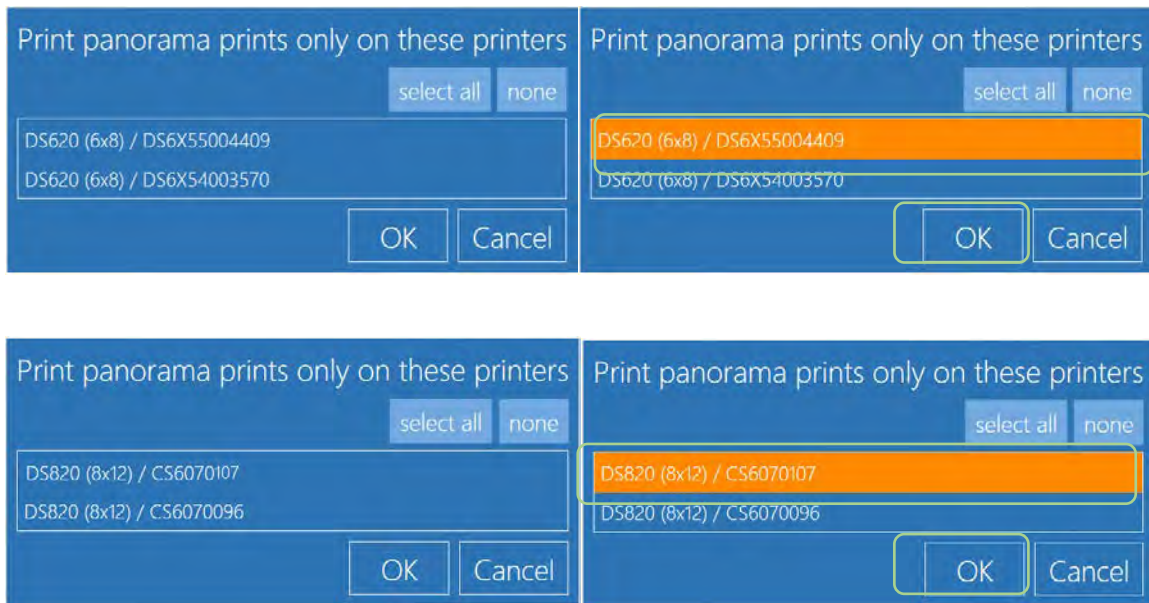 Print panorama prints only on these printers
select all none
DS620 (6x8) / DS6X55004409
DS620 (6x8) / DS6X54003570
OK Cancel
Print panorama prints only on these printers
select all none
DS620 (6x8) / DS6X55004409
DS620 (6x8) / DS6X54003570
OK Cancel
Print panorama prints only on these printers
select all none
DS820 (8x12) / CS6070107
DS820 (8x12) / CS6070096
OK Cancel
Print panorama prints only on these printers
select all none
DS820 (8x12) / CS6070107
DS820 (8x12) / CS6070096
OK Cancel